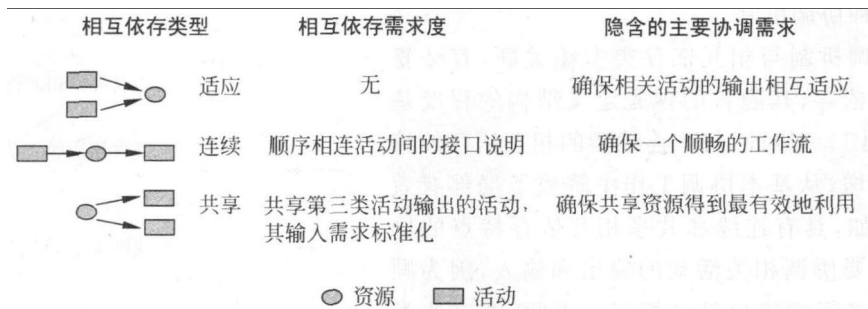 相互依存类型 相互依存需求度 隐含的主要协调需求
适应 无 确保相关活动的输出相互适应
连续 顺序相连活动间的接口说明 确保一个顺畅的工作流
共享 共享第三类活动输出的活动， 确保共享资源得到最有效地利用
其输入需求标准化
资源 活动